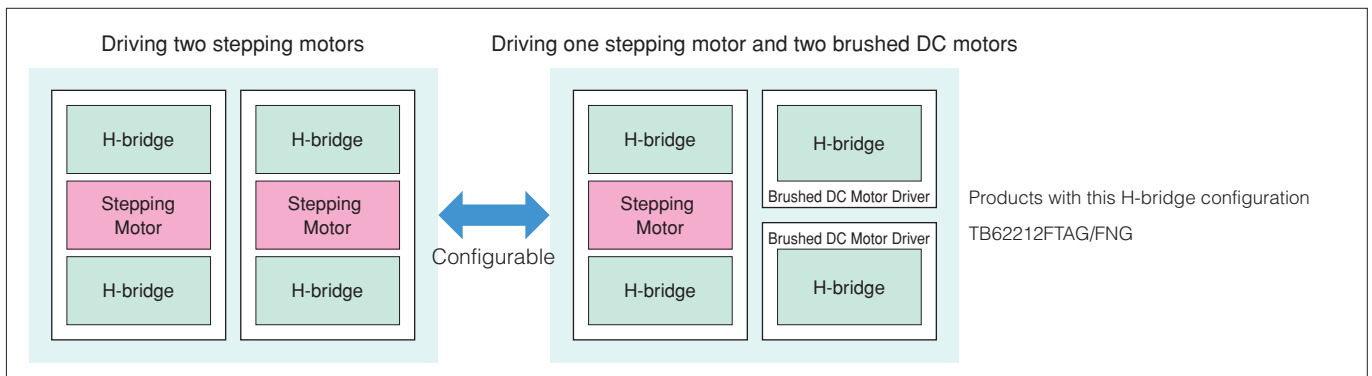 Driving two stepping motors
H-bridge
Stepping
Motor
H-bridge
H-bridge
Stepping
Motor
H-bridge
Configurable
Driving one stepping motor and two brushed DC motors
H-bridge
Stepping
Motor
H-bridge
H-bridge
Brushed DC Motor Driver
Brushed DC Motor Driver
H-bridge
Products with this H-bridge configuration
TB62212FTAG/FNG